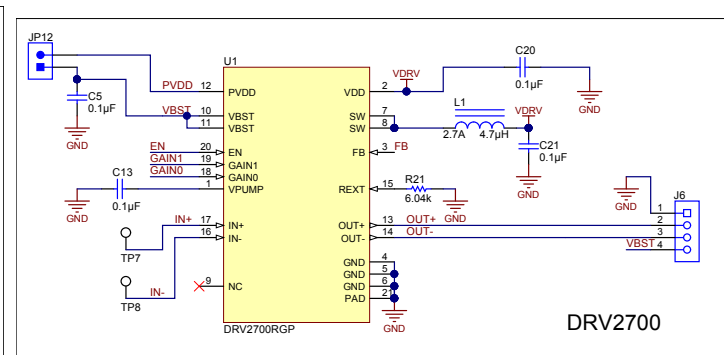 JP12
U1
C20
0.1µF
GND
VDRV
PVDD 12 PVDD
VDD 2
C5
0.1µF
GND
VBST 10 VBST
11 VBST
SW 7
SW 8
L1
2.7A 4.7µH
VDRV
C21
0.1µF
GND
EN 20 EN
GAIN1 19 GAIN1
GAIN0 18 GAIN0
FB 3 FB
C13
0.1µF
GND
1 VPUMP
REXT 15
R21
6.04k
GND
GND
J6
1
2
3
VBST 4
IN+ 17 IN+
16 IN-
OUT+ 13 OUT+
OUT- 14 OUT-
TP7
IN-
TP8
9 NC
GND 4
GND 5
GND 6
PAD 21
GND
DRV2700RGP
DRV2700